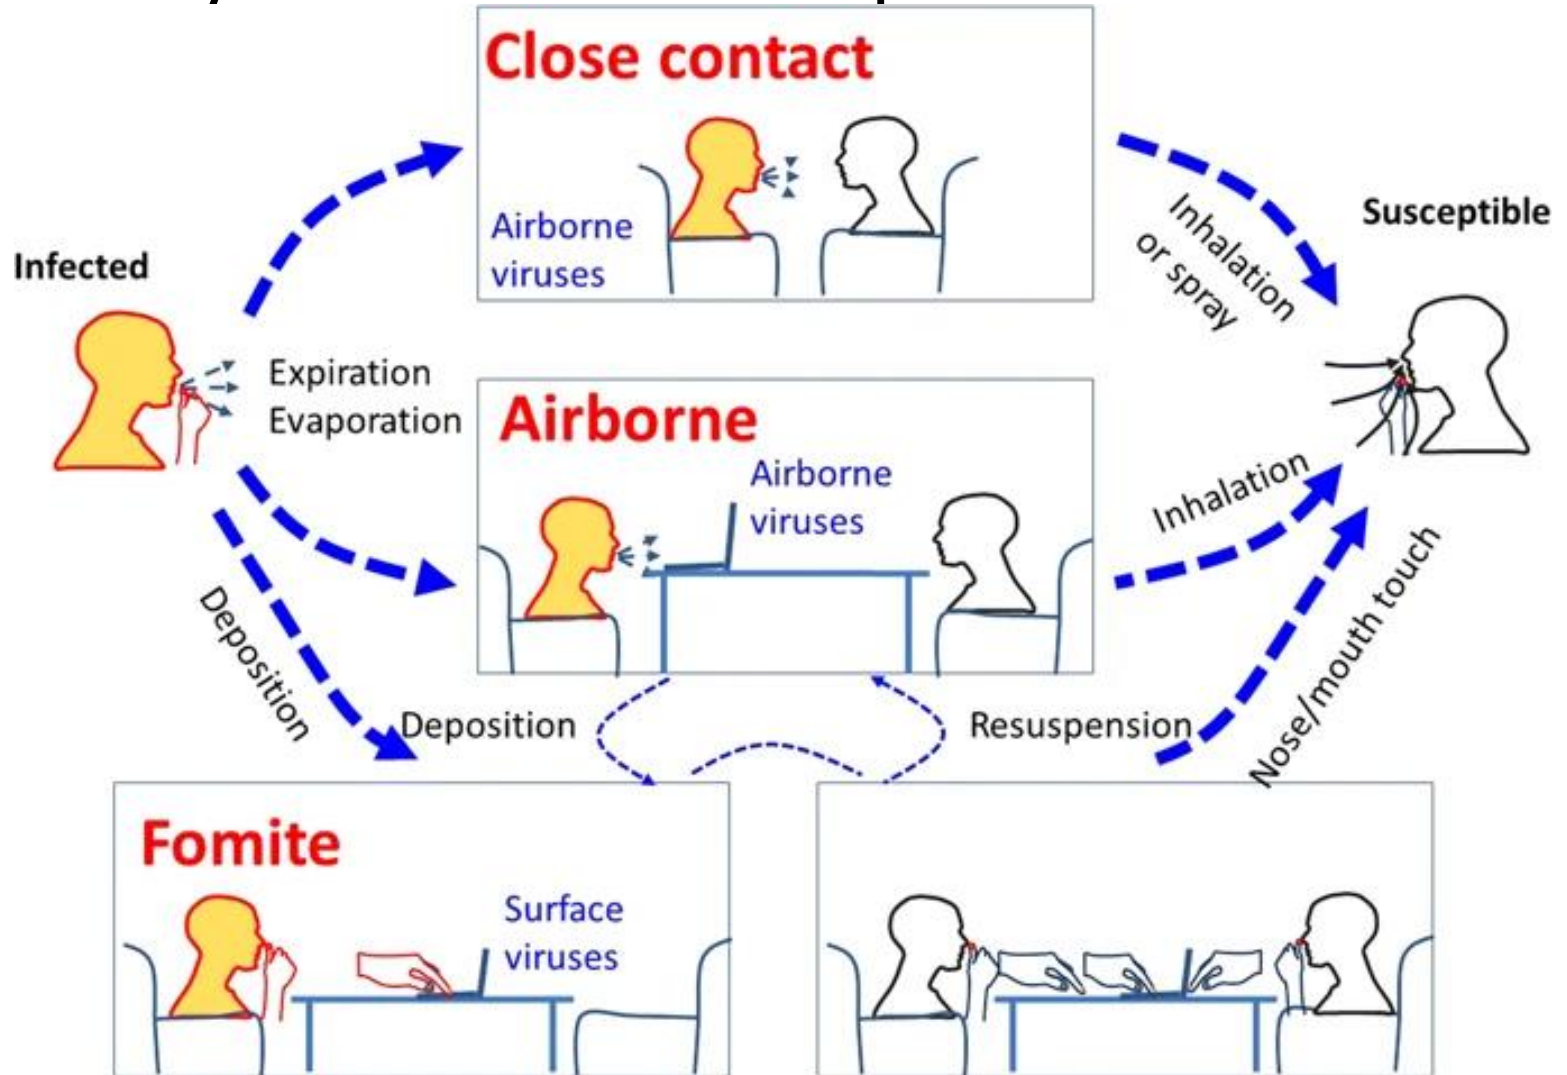 Close contact
Airborne
viruses
Infected
Expiration
Evaporation
Inhalation
or spray
Susceptible
Airborne
Airborne
viruses
Inhalation
Deposition
Deposition
Resuspension
Nose/mouth touch
Fomite
Surface
viruses